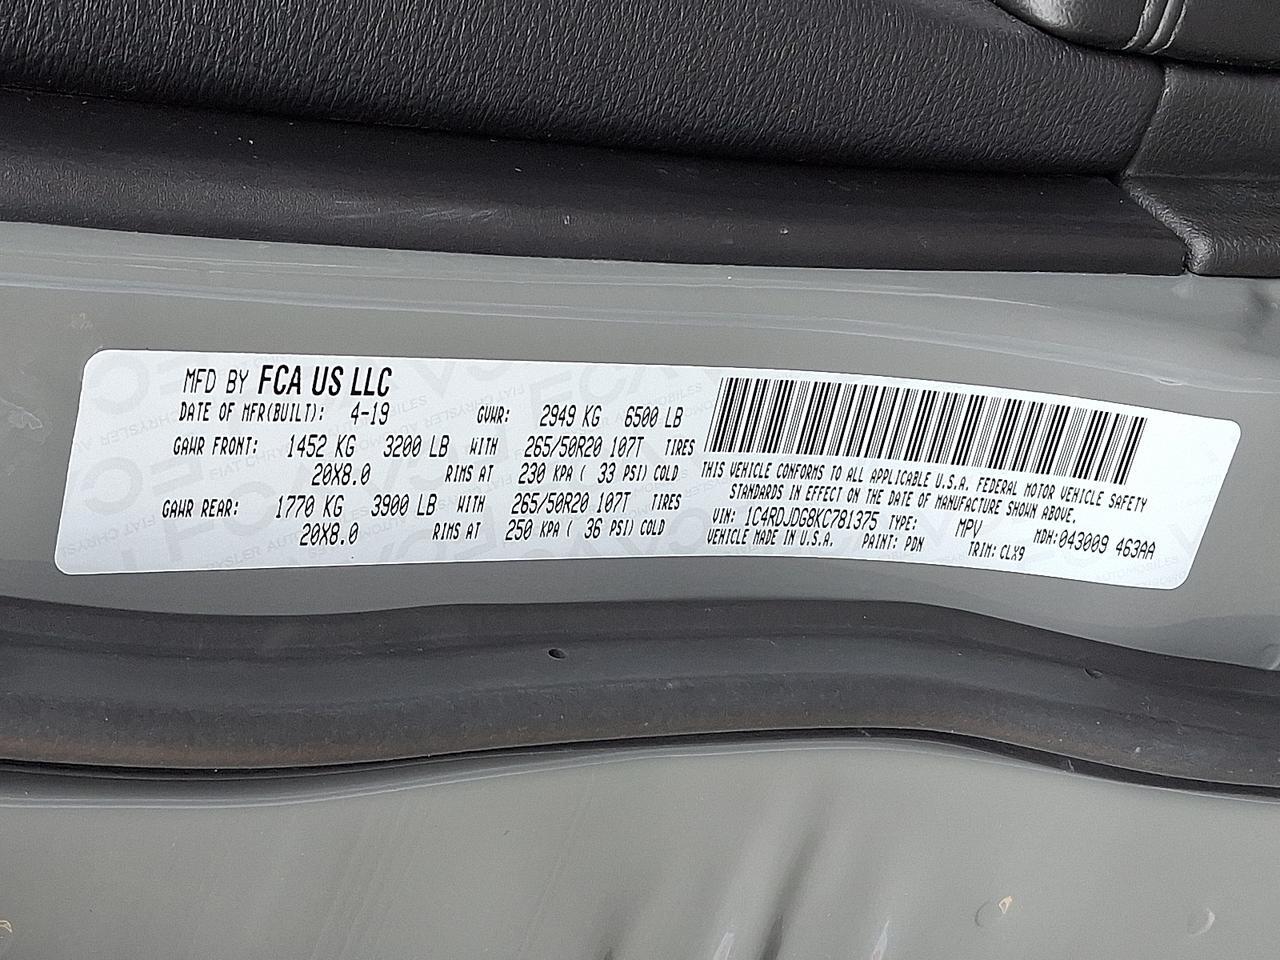 MFD BY FCA US LLC
DATE OF MFR(BUILT): 4-19 GVWR: 2949 KG 6500 LB
GAWR FRONT: 1452 KG 3200 LB WITH 265/50R20 107T TIRES
20X8.0 RIMS AT 230 KPA ( 33 PSI) COLD
GAWR REAR: 1770 KG 3900 LB WITH 265/50R20 107T TIRES
20X8.0 RIMS AT 250 KPA ( 36 PSI) COLD
THIS VEHICLE CONFORMS TO ALL APPLICABLE U.S.A. FEDERAL MOTOR VEHICLE SAFETY
STANDARDS IN EFFECT ON THE DATE OF MANUFACTURE SHOWN ABOVE.
VIN: 1C4RDJDG8KC781375 TYPE: MPV MDH:043009 463AA
VEHICLE MADE IN U.S.A. PAINT: PDN TRIM: CLX9